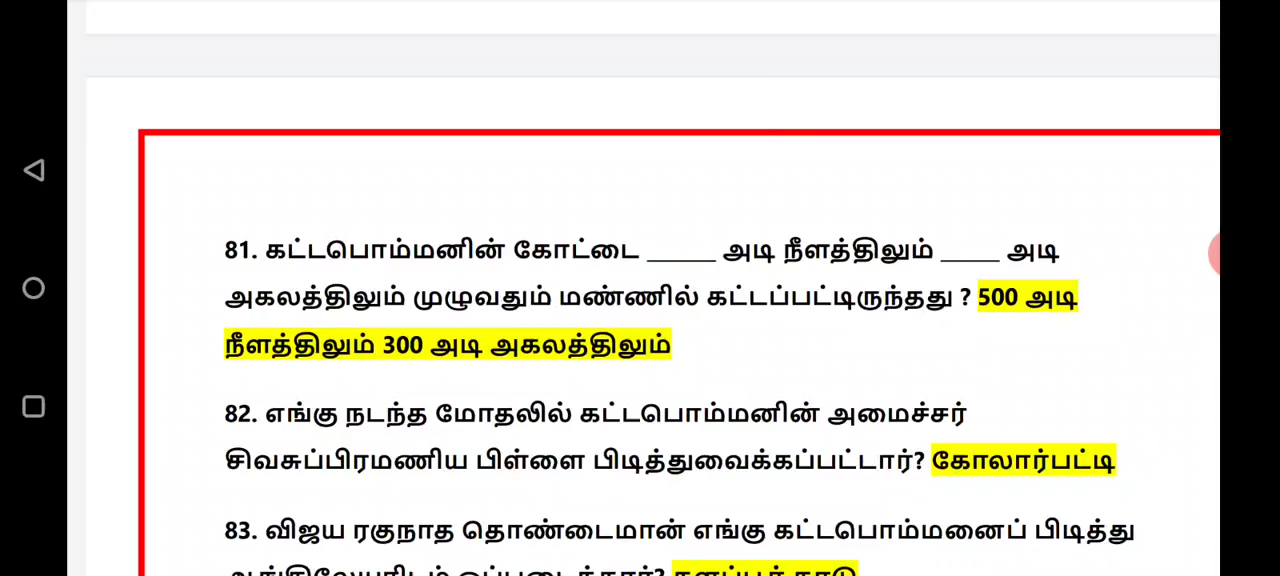 81. கட்டபொம்மனின் கோட்டை ______ அடி நீளத்திலும் _____ அடி
அகலத்திலும் முழுவதும் மண்ணில் கட்டப்பட்டிருந்தது ? 500 அடி
நீளத்திலும் 300 அடி அகலத்திலும்
82. எங்கு நடந்த மோதலில் கட்டபொம்மனின் அமைச்சர்
சிவசுப்பிரமணிய பிள்ளை பிடித்துவைக்கப்பட்டார்? கோலார்பட்டி
83. விஜய ரகுநாத தொண்டைமான் எங்கு கட்டபொம்மனைப் பிடித்து